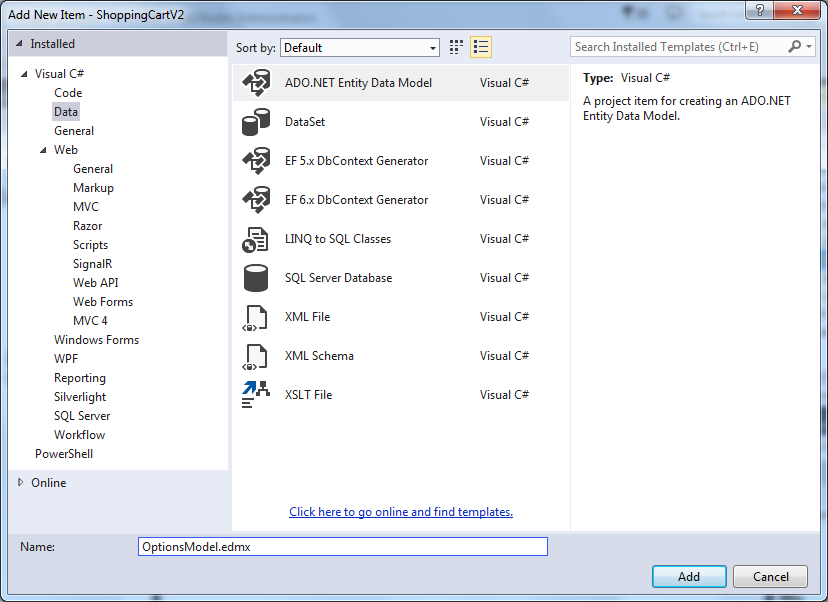 Add New Item - ShoppingCartV2
Installed
Sort by: Default
Search Installed Templates (Ctrl+E)
Visual C#
Code
Data
General
Web
General
Markup
MVC
Razor
Scripts
SignalR
Web API
Web Forms
MVC 4
Windows Forms
WPF
Reporting
Silverlight
SQL Server
Workflow
PowerShell
Online
ADO.NET Entity Data Model Visual C#
DataSet Visual C#
EF 5.x DbContext Generator Visual C#
EF 6.x DbContext Generator Visual C#
LINQ to SQL Classes Visual C#
SQL Server Database Visual C#
XML File Visual C#
XML Schema Visual C#
XSLT File Visual C#
Click here to go online and find templates.
Type: Visual C#
A project item for creating an ADO.NET
Entity Data Model.
Name: OptionsModel.edmx
Add Cancel